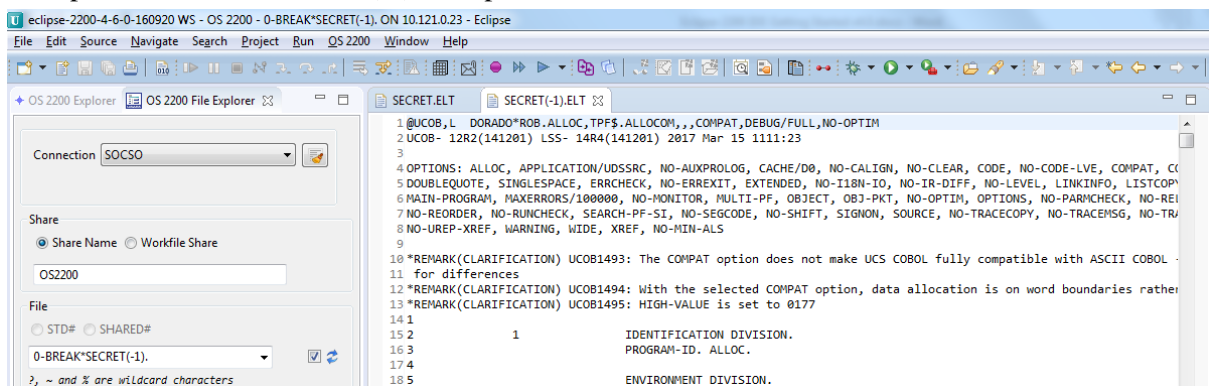 eclipse-2200-4-6-0-160920 WS - OS 2200 - 0-BREAK*SECRET(-1). ON 10.121.0.23 - Eclipse
File Edit Source Navigate Search Project Run OS 2200 Window Help
OS 2200 Explorer OS 2200 File Explorer
Connection SOCSO
Share
Share Name Workfile Share
OS2200
File
STD# SHARED#
0-BREAK*SECRET(-1).
?, ~ and % are wildcard characters
SECRET.ELT SECRET(-1).ELT
1 @UCOB,L DORADO*ROB.ALLOC,TPF$.ALLOCOM,,,COMPAT,DEBUG/FULL,NO-OPTIM
2 UCOB- 12R2(141201) LSS- 14R4(141201) 2017 Mar 15 1111:23
3
4 OPTIONS: ALLOC, APPLICATION/UDSSRC, NO-AUXPROLOG, CACHE/D0, NO-CALIGN, NO-CLEAR, CODE, NO-CODE-LVE, COMPAT,
5 DOUBLEQUOTE, SINGLESPACE, ERRCHECK, NO-ERREXIT, EXTENDED, NO-I18N-IO, NO-IR-DIFF, NO-LEVEL, LINKINFO, LISTCOP
6 MAIN-PROGRAM, MAXERRORS/100000, NO-MONITOR, MULTI-PF, OBJECT, OBJ-PKT, NO-OPTIM, OPTIONS, NO-PARMCHECK, NO-REL
7 NO-REORDER, NO-RUNCHECK, SEARCH-PF-SI, NO-SEGCODE, NO-SHIFT, SIGNON, SOURCE, NO-TRACECOPY, NO-TRACEMSG, NO-TRA
8 NO-UREP-XREF, WARNING, WIDE, XREF, NO-MIN-ALS
9
10 *REMARK(CLARIFICATION) UCOB1493: The COMPAT option does not make UCS COBOL fully compatible with ASCII COBOL -
11 for differences
12 *REMARK(CLARIFICATION) UCOB1494: With the selected COMPAT option, data allocation is on word boundaries rather
13 *REMARK(CLARIFICATION) UCOB1495: HIGH-VALUE is set to 0177
14 1
15 2 1 IDENTIFICATION DIVISION.
16 3 PROGRAM-ID. ALLOC.
17 4
18 5 ENVIRONMENT DIVISION.